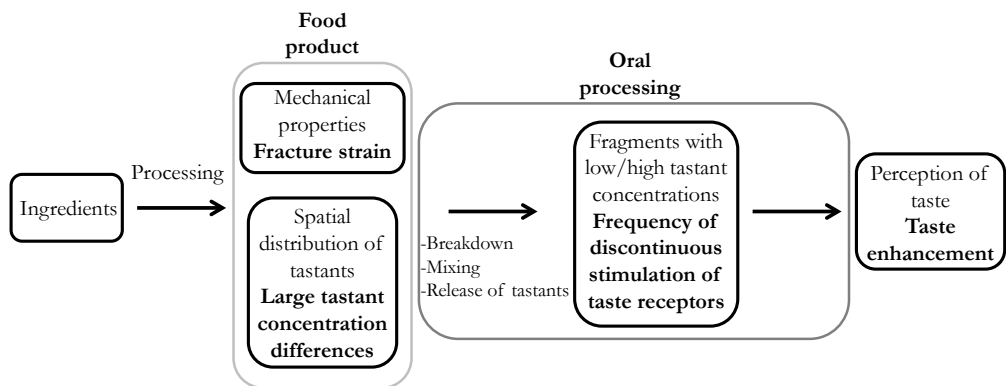 Food
product
Mechanical
properties
Fracture strain
Spatial
distribution of
tastants
Large tastant
concentration
differences
Ingredients
Processing
Oral
processing
-Breakdown
-Mixing
-Release of tastants
Fragments with
low/high tastant
concentrations
Frequency of
discontinuous
stimulation of
taste receptors
Perception of
taste
Taste
enhancement